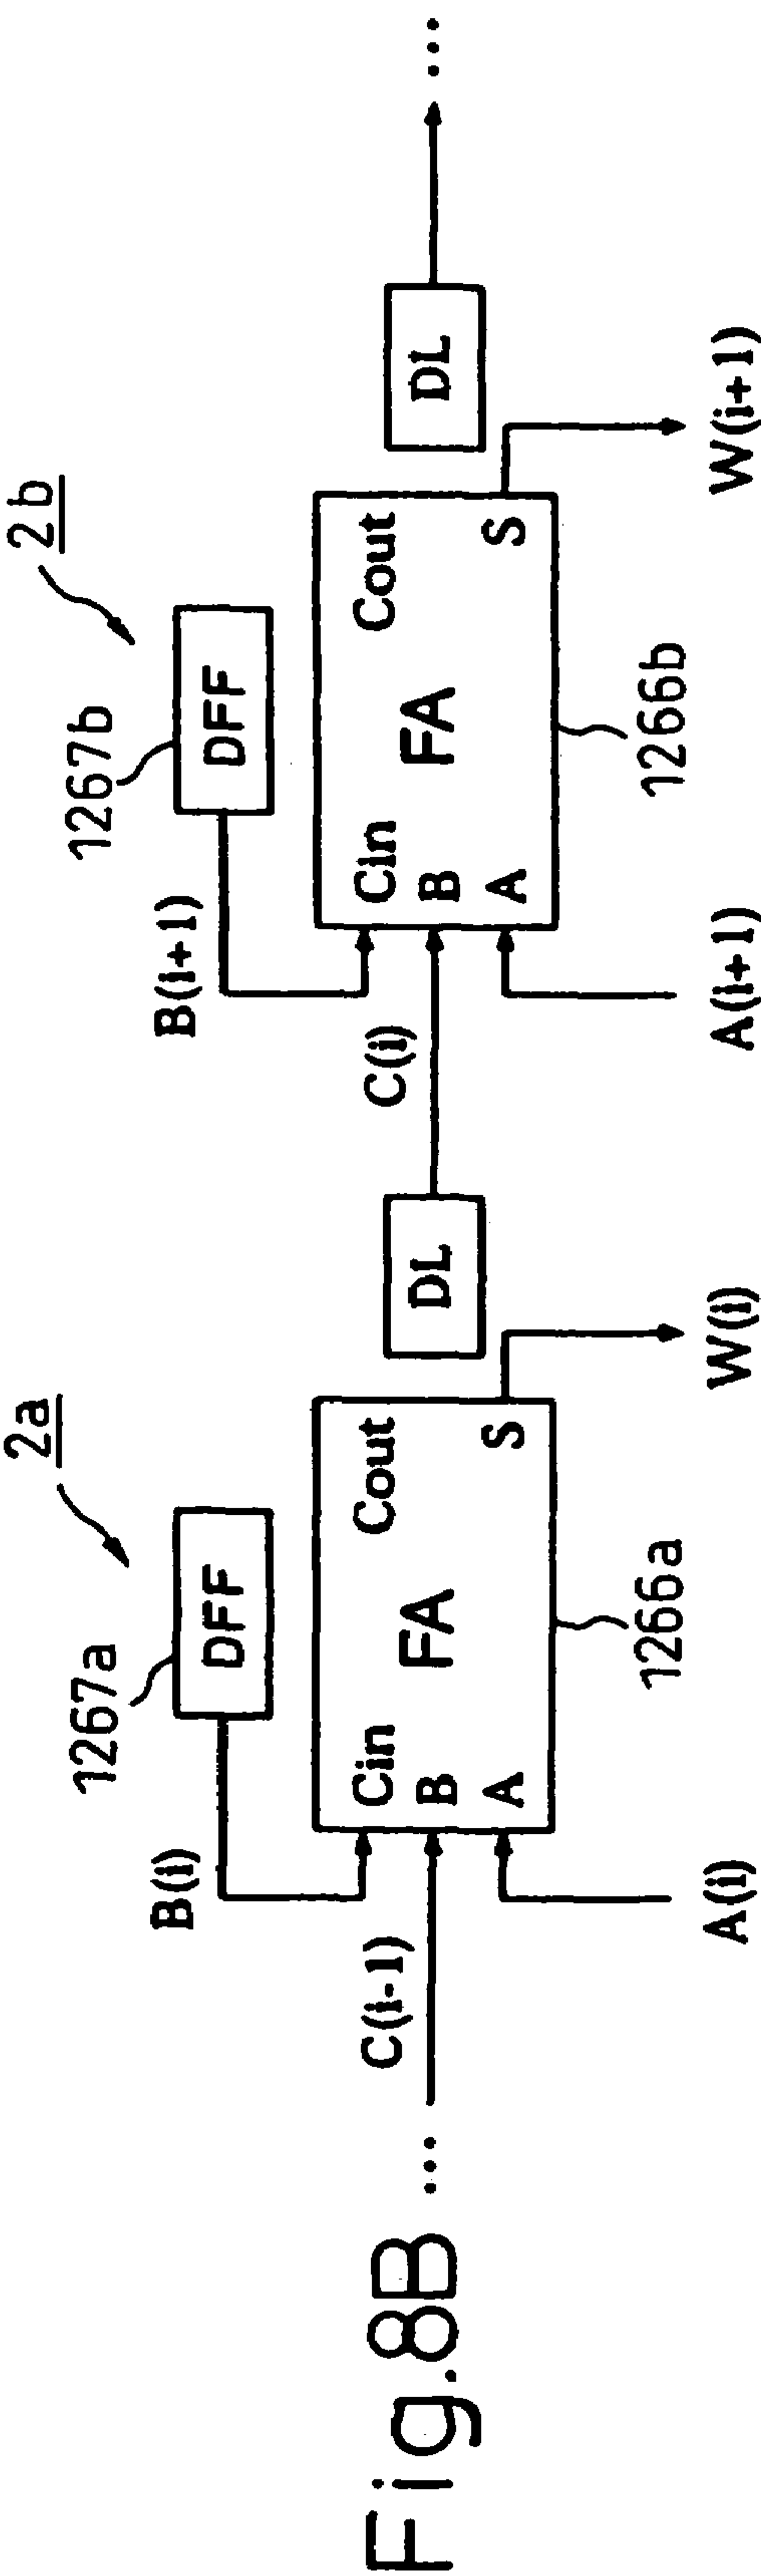 2a
2b
1267a
1267b
DFF
DFF
B(i)
B(i+1)
Cin
Cout
Cin
Cout
C(i-1)
C(i)
DL
DL
Fig.8B
...
B
FA
B
FA
...
A
S
A
S
1266a
1266b
A(i)
W(i)
A(i+1)
W(i+1)